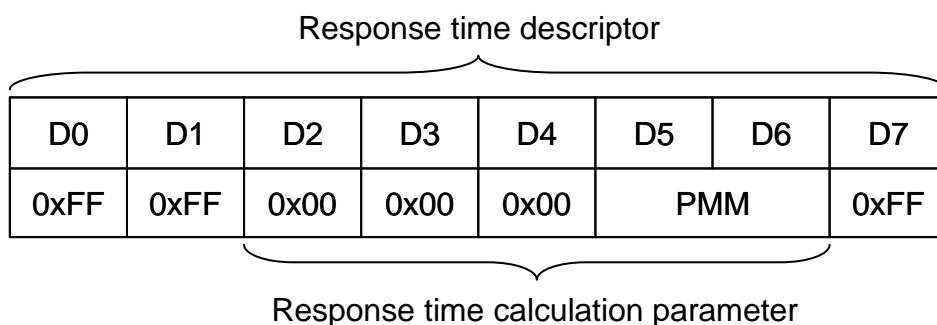 Response time descriptor
D0 D1 D2 D3 D4 D5 D6 D7
0xFF 0xFF 0x00 0x00 0x00 PMM 0xFF
Response time calculation parameter